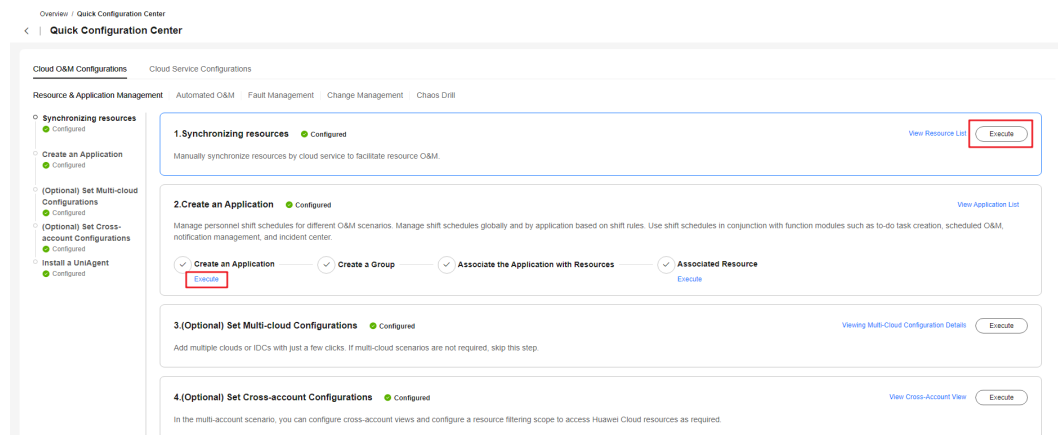 Overview / Quick Configuration Center
< | Quick Configuration Center
Cloud O&M Configurations Cloud Service Configurations
Resource & Application Management Automated O&M Fault Management Change Management Chaos Drill
Synchronizing resources
Configured
Create an Application
Configured
(Optional) Set Multi-cloud
Configurations
Configured
(Optional) Set Cross-
account Configurations
Configured
Install a UniAgent
Configured
1.Synchronizing resources Configured View Resource List Execute
Manually synchronize resources by cloud service to facilitate resource O&M.
2.Create an Application Configured View Application List
Manage personnel shift schedules for different O&M scenarios. Manage shift schedules globally and by application based on shift rules. Use shift schedules in conjunction with function modules such as to-do task creation, scheduled O&M,
notification management, and incident center.
Create an Application Create a Group Associate the Application with Resources Associated Resource
Execute Execute
3.(Optional) Set Multi-cloud Configurations Configured Viewing Multi-Cloud Configuration Details Execute
Add multiple clouds or IDCs with just a few clicks. If multi-cloud scenarios are not required, skip this step.
4.(Optional) Set Cross-account Configurations Configured View Cross-Account View Execute
In the multi-account scenario, you can configure cross-account views and configure a resource filtering scope to access Huawei Cloud resources as required.